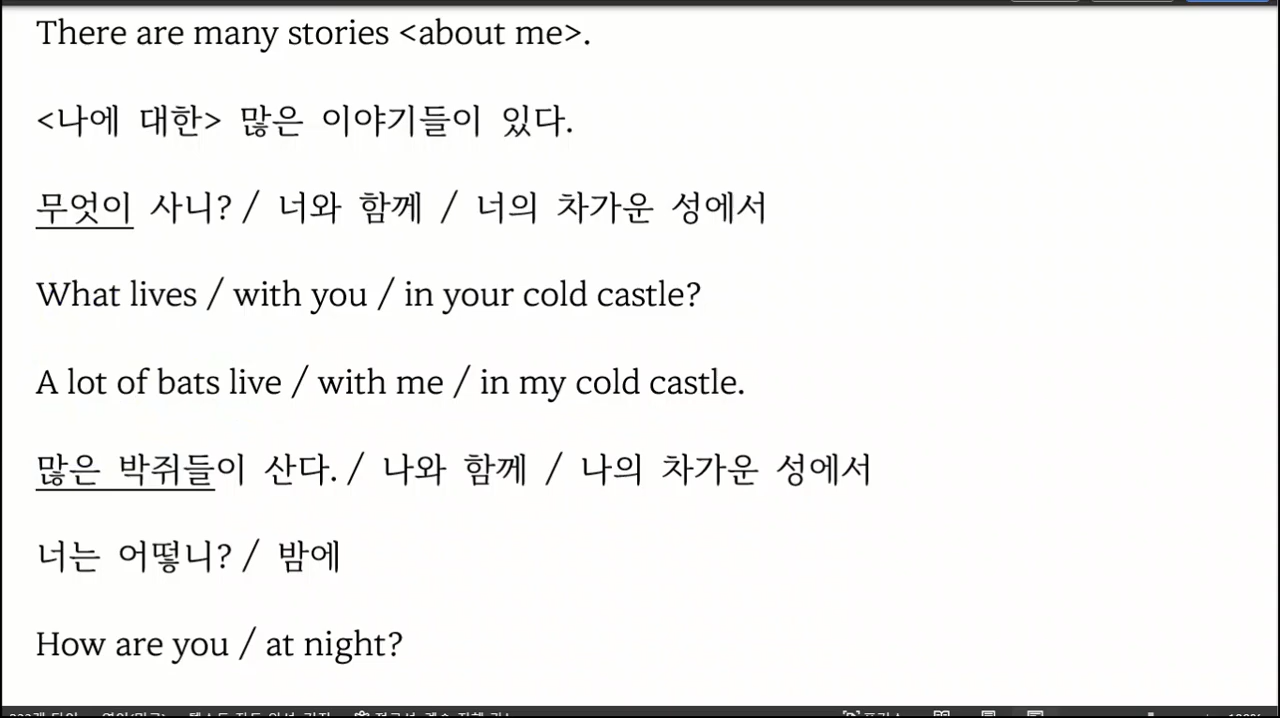 There are many stories <about me>.
<나에 대한> 많은 이야기들이 있다.
무엇이 사니? / 너와 함께 / 너의 차가운 성에서
What lives / with you / in your cold castle?
A lot of bats live / with me / in my cold castle.
많은 박쥐들이 산다. / 나와 함께 / 나의 차가운 성에서
너는 어떻니? / 밤에
How are you / at night?